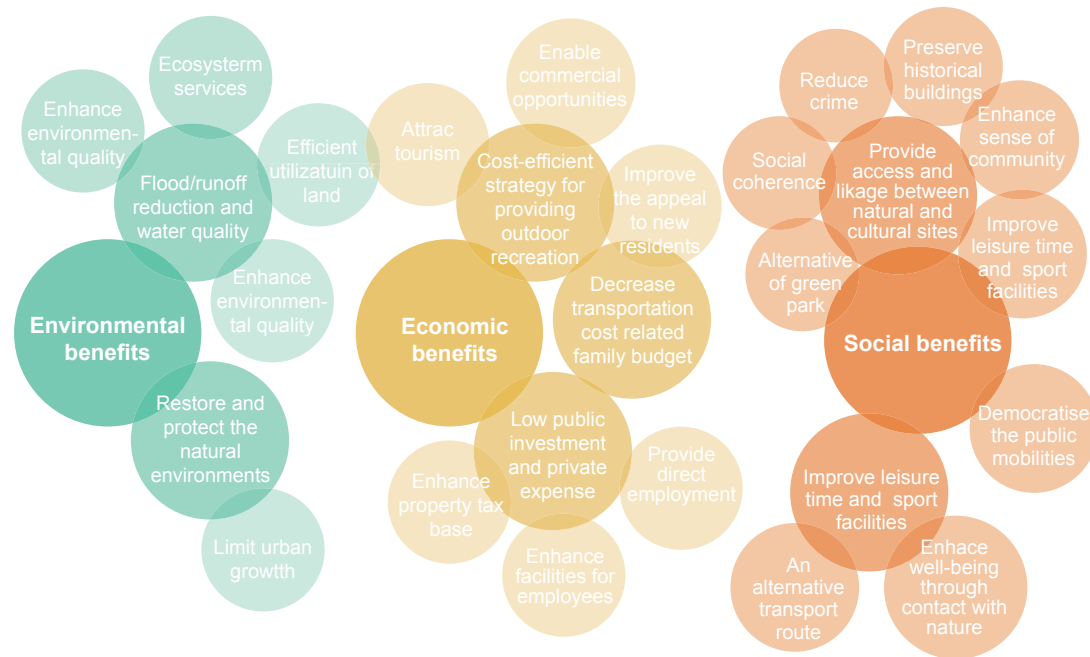 Ecosysterm
services
Enhance
environmen-
tal quality
Efficient
utilizatuin of
land
Flood/runoff
reduction and
water quality
Enhance
environmen-
tal quality
Environmental
benefits
Restore and
protect the
natural
environments
Limit urban
growtth
Enable
commercial
opportunities
Attrac
tourism
Cost-efficient
strategy for
providing
outdoor
recreation
Improve
the appeal to
new
residents
Decrease
transportation
cost related
family budget
Economic
benefits
Low public
investment
and private
expense
Enhance
property tax
base
Provide
direct
employment
Enhance
facilities for
employees
Preserve
historical
buildings
Reduce
crime
Enhance
sense of
community
Social
coherence
Provide
access and
likage between
natural and
cultural sites
Improve
leisure time
and sport
facilities
Alternative
of green
park
Social benefits
Democratise
the public
mobilities
Improve leisure
time and sport
facilities
An
alternative
transport
route
Enhace
well-being
through
contact with
nature